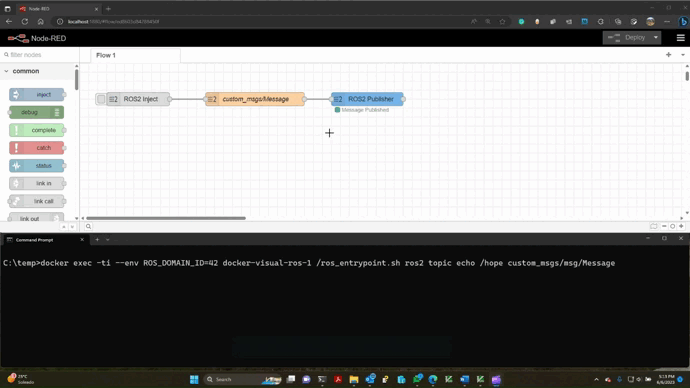 Node-RED
localhost
Node-RED
Deploy
filter nodes
Flow 1
common
inject
debug
complete
catch
status
link in
link call
link out
ROS2 Inject
custom_msgs/Message
ROS2 Publisher
Message Published
Command Prompt
C:\temp>docker exec -ti --env ROS_DOMAIN_ID=42 docker-visual-ros-1 /ros_entrypoint.sh ros2 topic echo /hope custom_msgs/msg/Message
25°C
Soleado
Search
5:13 PM
6/6/2023